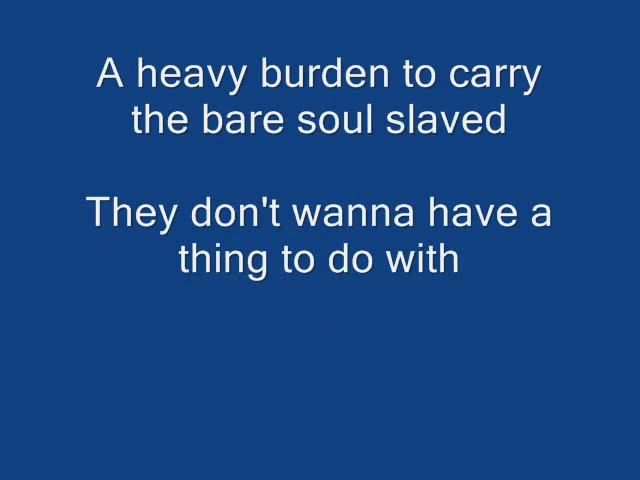 A heavy burden to carry
the bare soul slaved
They don't wanna have a
thing to do with